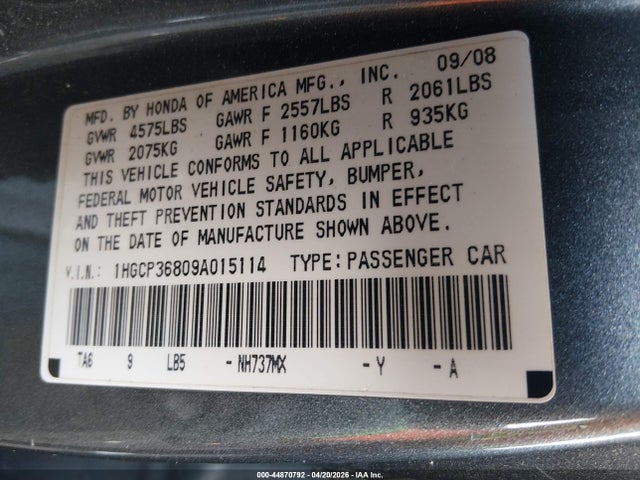 MFD. BY HONDA OF AMERICA MFG., INC. 09/08
GVWR 4575LBS GAWR F 2557LBS R 2061LBS
GVWR 2075KG GAWR F 1160KG R 935KG
THIS VEHICLE CONFORMS TO ALL APPLICABLE
FEDERAL MOTOR VEHICLE SAFETY, BUMPER,
AND THEFT PREVENTION STANDARDS IN EFFECT
ON THE DATE OF MANUFACTURE SHOWN ABOVE.
V.I.N.: 1HGCP36809A015114 TYPE: PASSENGER CAR
TA6 9 LB5 - NH737MX - Y - A
000-44870792 | 04/20/2026 | IAA Inc.